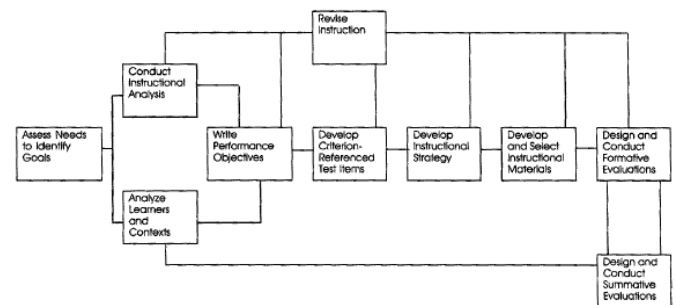 Revise
Instruction
Conduct
Instructional
Analysis
Assess Needs
to Identify
Goals
Write
Performance
Objectives
Develop
Criterion-
Referenced
Test Items
Develop
Instructional
Strategy
Develop
and Select
Instructional
Materials
Design and
Conduct
Formative
Evaluations
Analyze
Learners
and
Contexts
Design and
Conduct
Summative
Evaluations